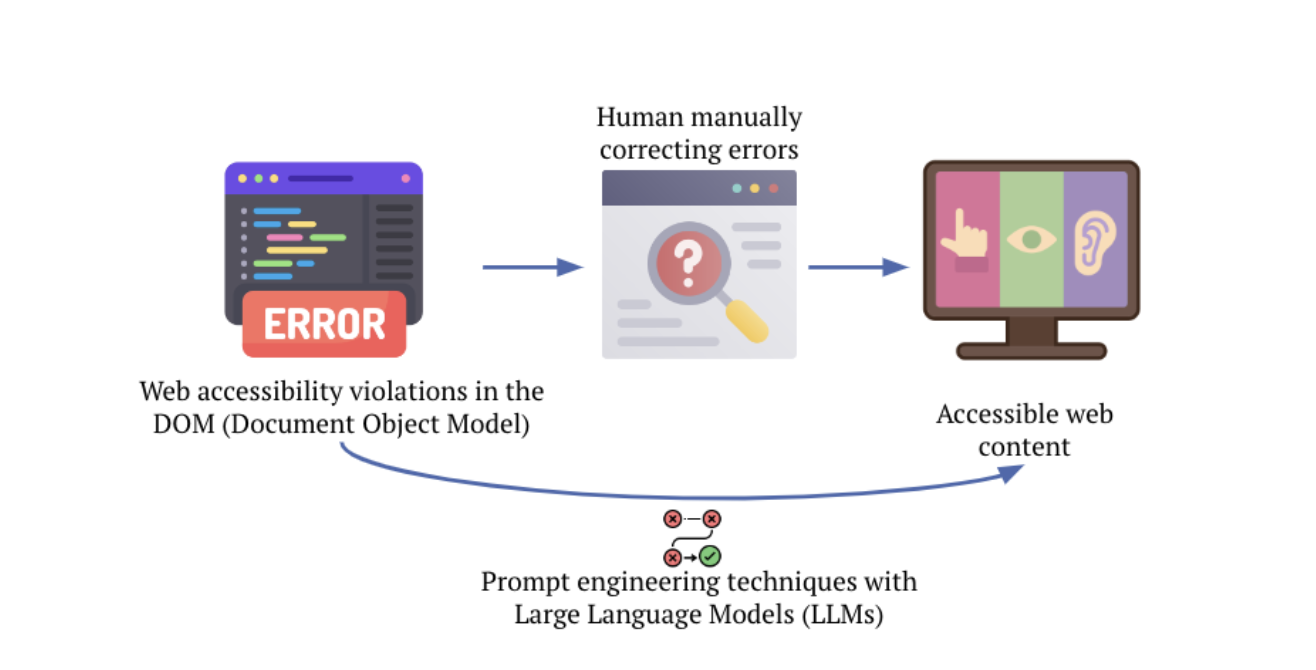 Human manually
correcting errors
ERROR
?
Web accessibility violations in the
DOM (Document Object Model)
Accessible web
content
Prompt engineering techniques with
Large Language Models (LLMs)